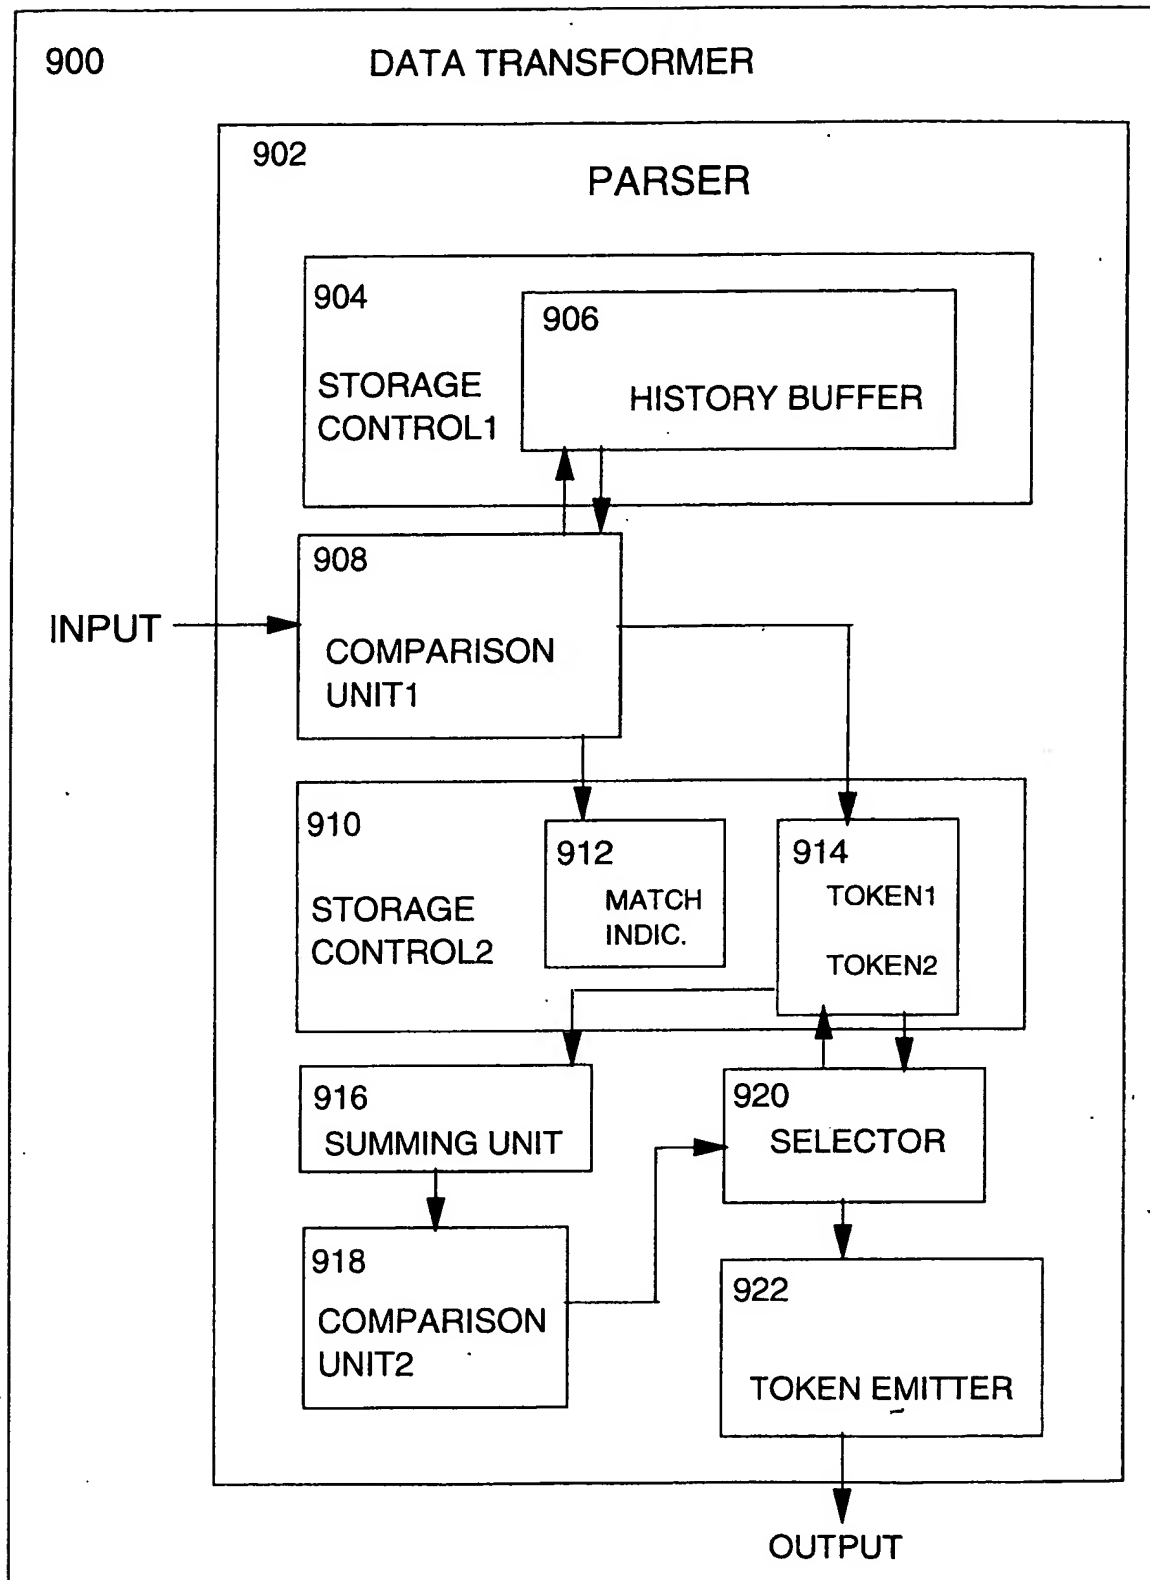 900
DATA TRANSFORMER
902
PARSER
904
STORAGE
CONTROL1
906
HISTORY BUFFER
908
COMPARISON
UNIT1
INPUT
910
STORAGE
CONTROL2
912
MATCH
INDIC.
914
TOKEN1
TOKEN2
916
SUMMING UNIT
920
SELECTOR
918
COMPARISON
UNIT2
922
TOKEN EMITTER
OUTPUT